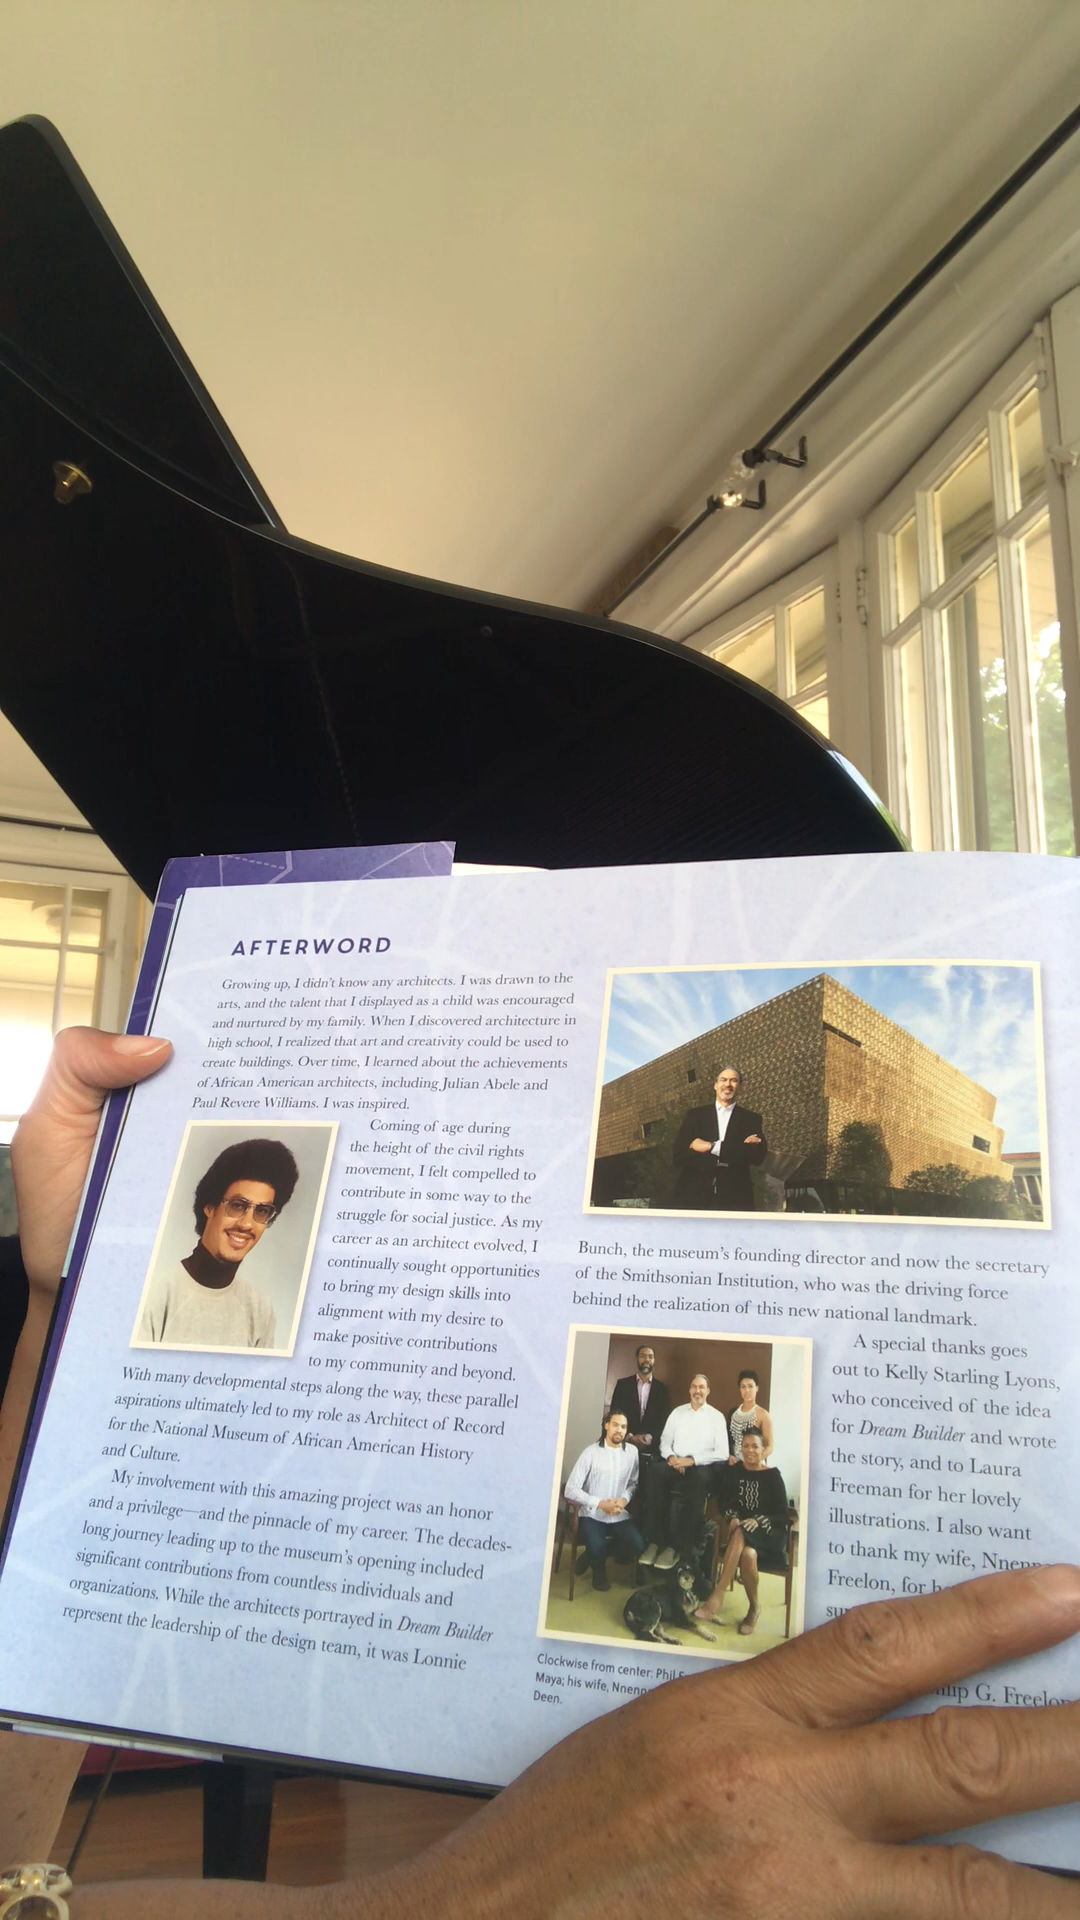 AFTERWORD
Growing up, I didn't know any architects. I was drawn to the
arts, and the talent that I displayed as a child was encouraged
and nurtured by my family. When I discovered architecture in
high school, I realized that art and creativity could be used to
create buildings. Over time, I learned about the achievements
of African American architects, including Julian Abele and
Paul Revere Williams. I was inspired.
Coming of age during
the height of the civil rights
movement, I felt compelled to
contribute in some way to the
struggle for social justice. As my
career as an architect evolved, I
continually sought opportunities
to bring my design skills into
alignment with my desire to
make positive contributions
to my community and beyond.
With many developmental steps along the way, these parallel
aspirations ultimately led to my role as Architect of Record
for the National Museum of African American History
and Culture.
My involvement with this amazing project was an honor
and a privilege—and the pinnacle of my career. The decades-
long journey leading up to the museum's opening included
significant contributions from countless individuals and
organizations. While the architects portrayed in Dream Builder
represent the leadership of the design team, it was Lonnie
Bunch, the museum's founding director and now the secretary
of the Smithsonian Institution, who was the driving force
behind the realization of this new national landmark.
A special thanks goes
out to Kelly Starling Lyons,
who conceived of the idea
for Dream Builder and wrote
the story, and to Laura
Freeman for her lovely
illustrations. I also want
to thank my wife,
Freelon, for
G. Freelon
Clockwise from center: Phil
Maya; his wife,
Deen.